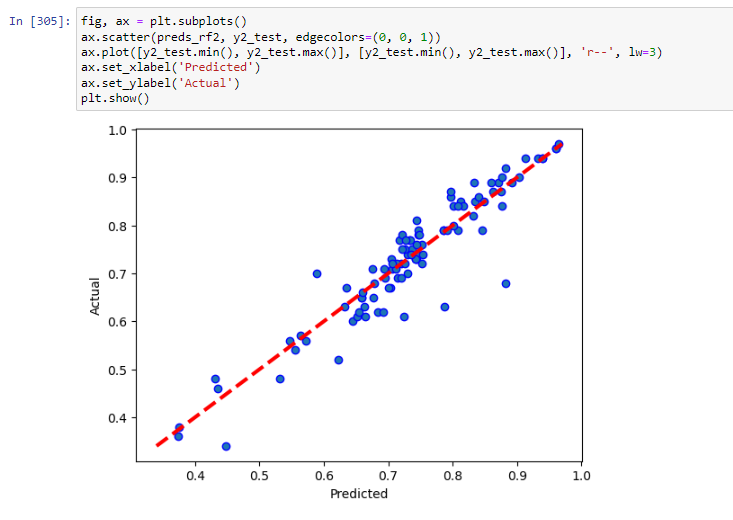 In [305]: fig, ax = plt.subplots()
ax.scatter(preds_rf2, y2_test, edgecolors=(0, 0, 1))
ax.plot([y2_test.min(), y2_test.max()], [y2_test.min(), y2_test.max()], 'r--', lw=3)
ax.set_xlabel('Predicted')
ax.set_ylabel('Actual')
plt.show()
1.0
0.9
0.8
0.7
0.6
0.5
0.4
Actual
0.4 0.5 0.6 0.7 0.8 0.9 1.0
Predicted